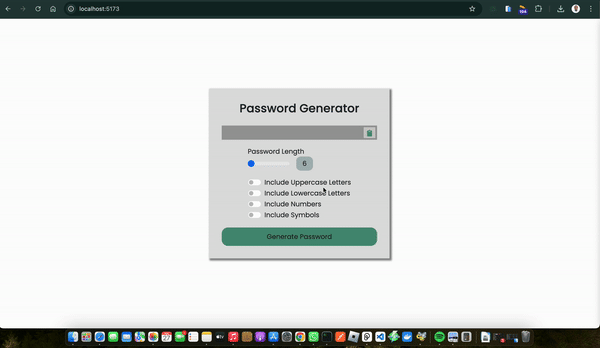 localhost:5173
Password Generator
Password Length
6
Include Uppercase Letters
Include Lowercase Letters
Include Numbers
Include Symbols
Generate Password